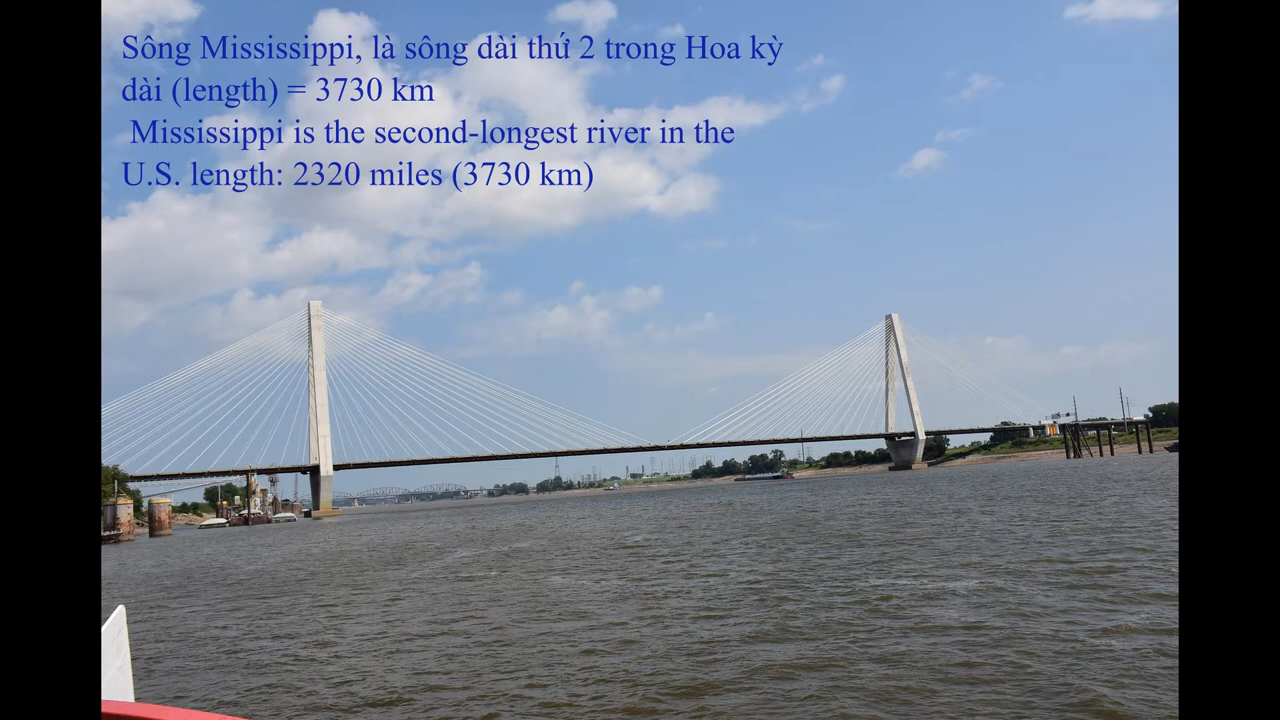 Sông Mississippi, là sông dài thứ 2 trong Hoa kỳ
dài (length) = 3730 km
Mississippi is the second-longest river in the
U.S. length: 2320 miles (3730 km)